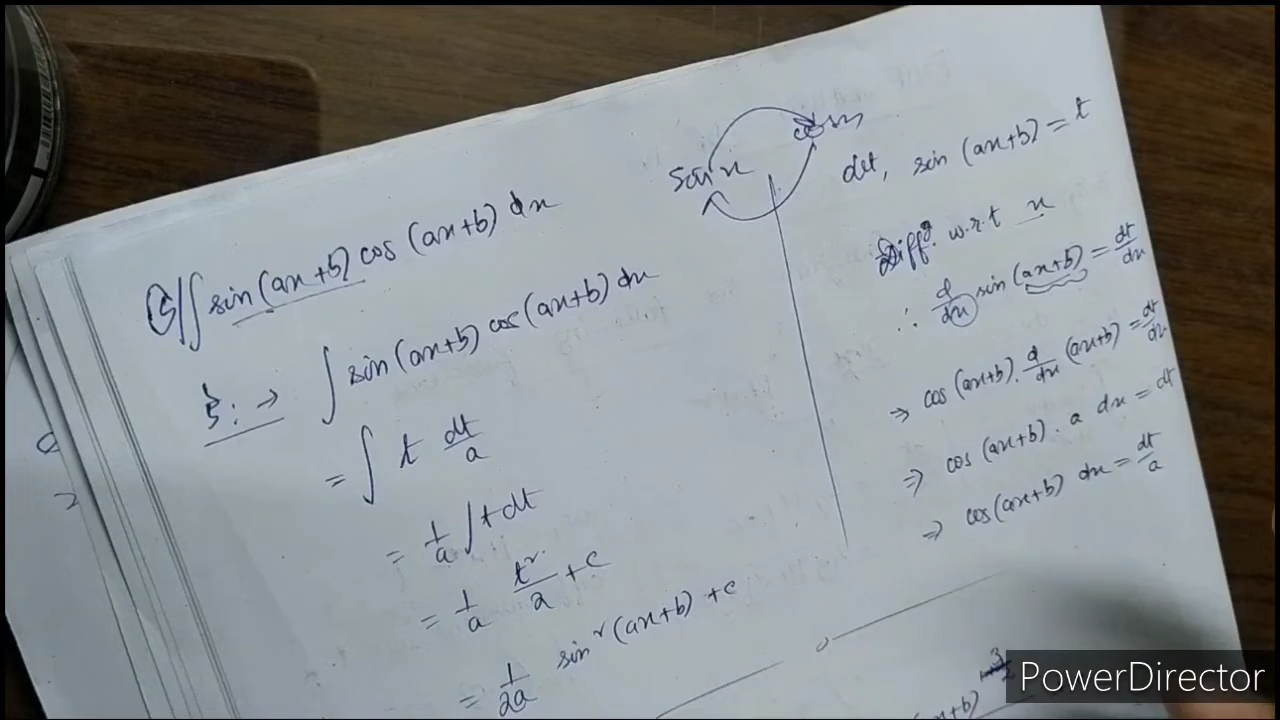 5) ∫ sin(ax+b) cos(ax+b) dx
S: → ∫ sin(ax+b) cos(ax+b) dx
= ∫ t dt/a
= 1/a ∫ t dt
= 1/a t²/2 + c
= 1/2a sin²(ax+b) + c
sin x cos x
Let, sin (ax+b) = t
Diff. w.r.t x
∴ d/dx sin(ax+b) = dt/dx
⇒ cos(ax+b). d/dx (ax+b) = dt/dx
⇒ cos(ax+b). a dx = dt
⇒ cos(ax+b) dx = dt/a
PowerDirector